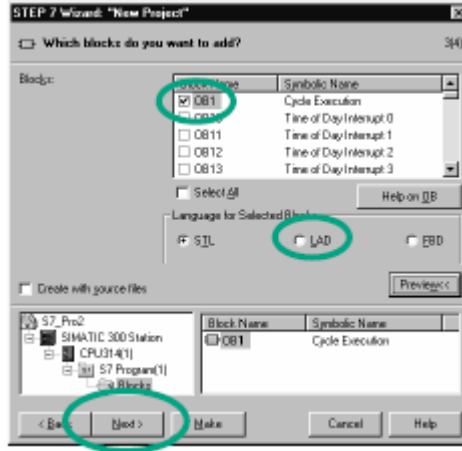 STEP 7 Wizard: "New Project"
Which blocks do you want to add? 3(4)
Blocks:
Block Name Symbolic Name
OB1 Cycle Execution
OB10 Time of Day Interrupt 0
OB11 Time of Day Interrupt 1
OB12 Time of Day Interrupt 2
OB13 Time of Day Interrupt 3
Select All
Help on OB
Language for Selected Blocks
STL LAD FBD
Create with source files
Preview<<
S7_Pro2
SIMATIC 300 Station
CPU314(1)
S7 Program(1)
Blocks
Block Name Symbolic Name
OB1 Cycle Execution
< Back Next > Make Cancel Help